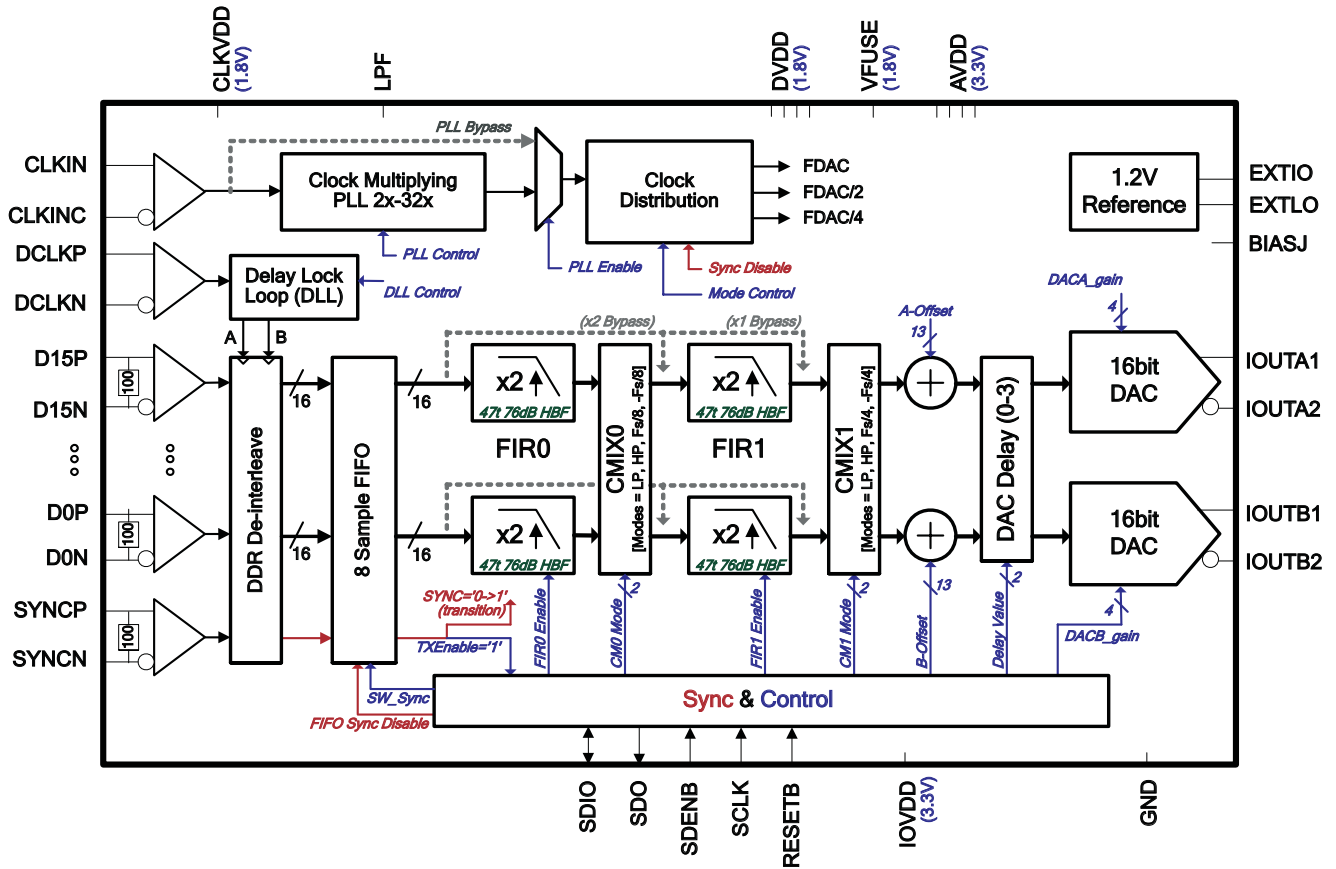 CLKVDD
(1.8V)
LPF
DVDD
(1.8V)
VFUSE
(1.8V)
AVDD
(3.3V)
PLL Bypass
CLKIN
CLKINC
Clock Multiplying
PLL 2x-32x
Clock
Distribution
FDAC
FDAC/2
FDAC/4
1.2V
Reference
EXTIO
EXTLO
BIASJ
PLL Control
PLL Enable
Sync Disable
Mode Control
DCLKP
DCLKN
Delay Lock
Loop (DLL)
DLL Control
A
B
DACA_gain
4
A-Offset
13
(x2 Bypass)
(x1 Bypass)
D15P
100
D15N
16
16
x2
47t 76dB HBF
FIR0
x2
47t 76dB HBF
FIR1
16bit
DAC
IOUTA1
IOUTA2
DDR De-interleave
8 Sample FIFO
CMIX0
[Modes = LP, HP, Fs/8, -Fs/8]
CMIX1
[Modes = LP, HP, Fs/4, -Fs/4]
DAC Delay (0-3)
D0P
100
D0N
16
16
x2
47t 76dB HBF
x2
47t 76dB HBF
16bit
DAC
IOUTB1
IOUTB2
SYNCP
100
SYNCN
SYNC='0->1'
(transition)
TXEnable='1'
FIR0 Enable
CM0 Mode
2
FIR1 Enable
CM1 Mode
2
B-Offset
13
Delay Value
2
4
DACB_gain
SW_Sync
FIFO Sync Disable
Sync & Control
SDIO
SDO
SDENB
SCLK
RESETB
IOVDD
(3.3V)
GND